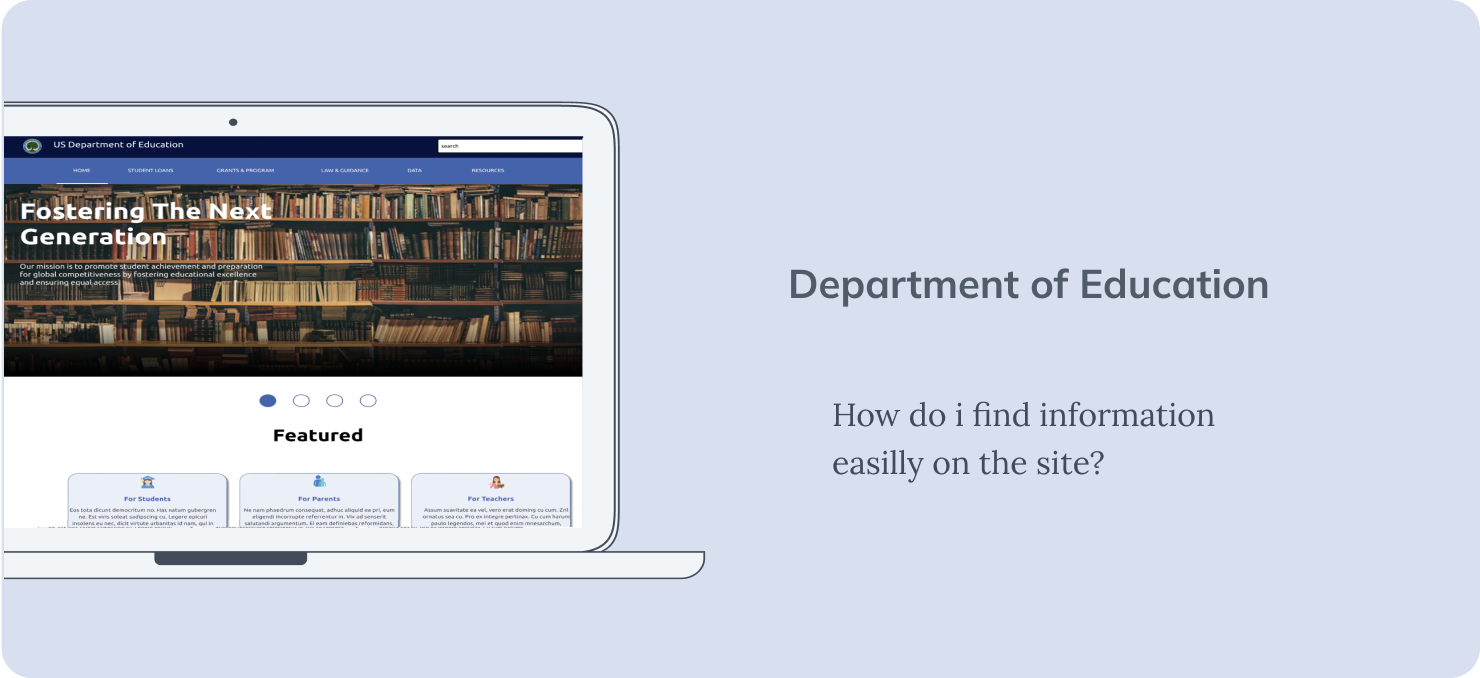 US Department of Education
search
HOME STUDENT LOANS GRANTS & PROGRAM LAW & GUIDANCE DATA RESOURCES
Fostering The Next
Generation
Our mission is to promote student achievement and preparation
for global competitiveness by fostering educational excellence
and ensuring equal access.
Featured
For Students
Eos tota dicunt democritum no. Has natum gubergren
ne. Est viris soleat sadipscing cu. Legere epicuri
insolens eu nec, dicit virtute urbanitas id nam, qui in
For Parents
Ne nam phaedrum consequat, adhuc aliquid ea pri, eum
eligendi incorrupte referrentur in. Vix ad senserit
salutandi argumentum. Ei eam definiebas reformidans,
For Teachers
Assum suavitate ea vel, vero erat doming cu cum. Zril
ornatus sea cu. Pro ex integre pertinax. Cu cum harum
paulo legendos, mei et quod enim mnesarchum,
Department of Education
How do i find information
easilly on the site?